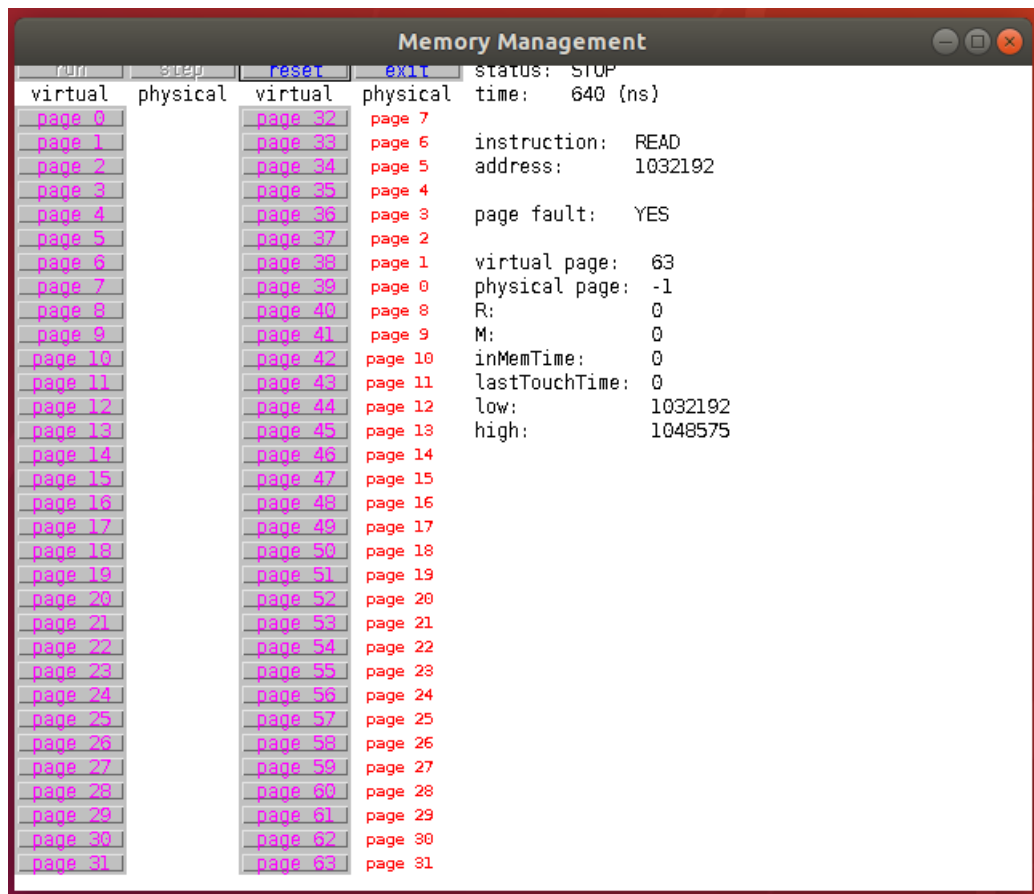 Memory Management
run step reset exit status: STOP
virtual physical virtual physical time: 640 (ns)
page 0 page 32 page 7
page 1 page 33 page 6 instruction: READ
page 2 page 34 page 5 address: 1032192
page 3 page 35 page 4
page 4 page 36 page 3 page fault: YES
page 5 page 37 page 2
page 6 page 38 page 1 virtual page: 63
page 7 page 39 page 0 physical page: -1
page 8 page 40 page 8 R: 0
page 9 page 41 page 9 M: 0
page 10 page 42 page 10 inMemTime: 0
page 11 page 43 page 11 lastTouchTime: 0
page 12 page 44 page 12 low: 1032192
page 13 page 45 page 13 high: 1048575
page 14 page 46 page 14
page 15 page 47 page 15
page 16 page 48 page 16
page 17 page 49 page 17
page 18 page 50 page 18
page 19 page 51 page 19
page 20 page 52 page 20
page 21 page 53 page 21
page 22 page 54 page 22
page 23 page 55 page 23
page 24 page 56 page 24
page 25 page 57 page 25
page 26 page 58 page 26
page 27 page 59 page 27
page 28 page 60 page 28
page 29 page 61 page 29
page 30 page 62 page 30
page 31 page 63 page 31